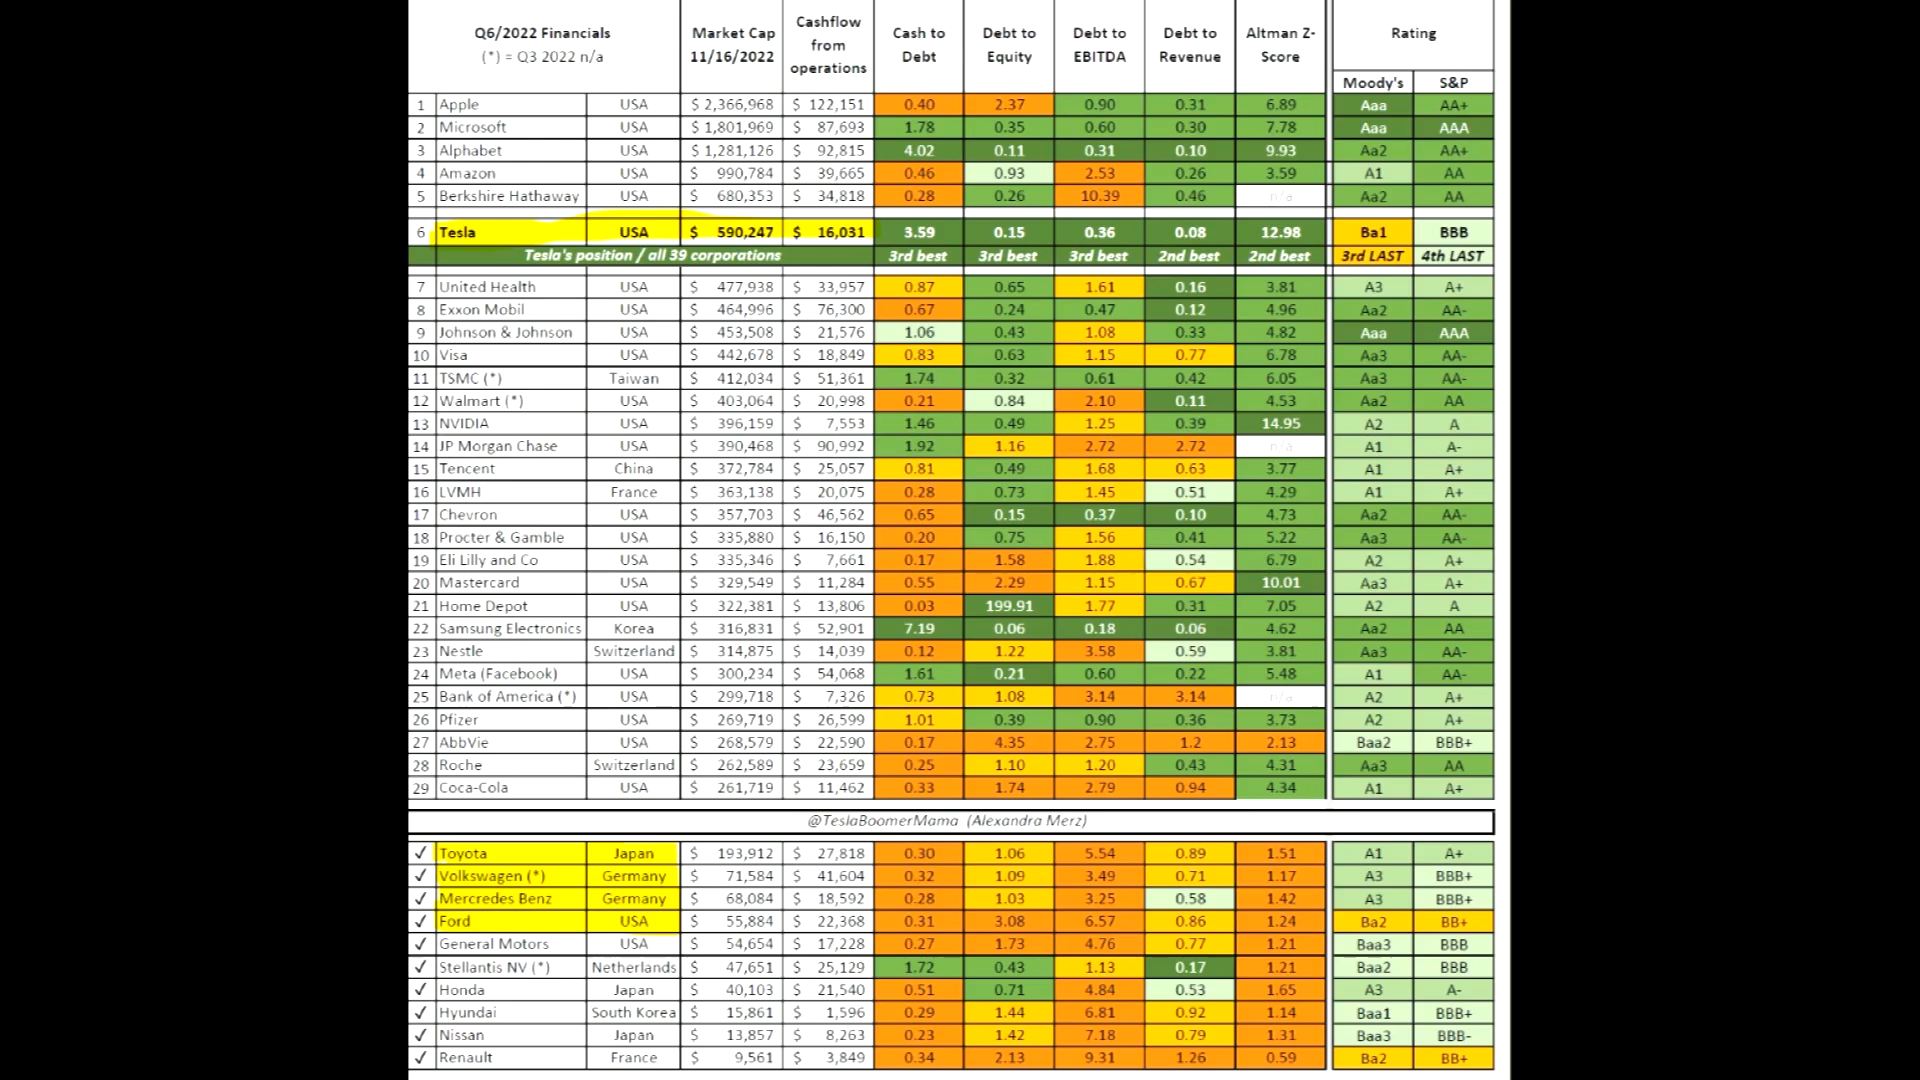 Q6/2022 Financials
(*) = Q3 2022 n/a
Market Cap 11/16/2022
Cashflow from operations
Cash to Debt
Debt to Equity
Debt to EBITDA
Debt to Revenue
Altman Z-Score
Rating
Moody's S&P
1 Apple USA $ 2,366,968 $ 122,151 0.40 2.37 0.90 0.31 6.89 Aaa AA+
2 Microsoft USA $ 1,801,969 $ 87,693 1.78 0.35 0.60 0.30 7.78 Aaa AAA
3 Alphabet USA $ 1,281,126 $ 92,815 4.02 0.11 0.31 0.10 9.93 Aa2 AA+
4 Amazon USA $ 990,784 $ 39,665 0.46 0.93 2.53 0.26 3.59 A1 AA
5 Berkshire Hathaway USA $ 680,353 $ 34,818 0.28 0.26 10.39 0.46 n/a Aa2 AA
6 Tesla USA $ 590,247 $ 16,031 3.59 0.15 0.36 0.08 12.98 Ba1 BBB
Tesla's position / all 39 corporations 3rd best 3rd best 3rd best 2nd best 2nd best 3rd LAST 4th LAST
7 United Health USA $ 477,938 $ 33,957 0.87 0.65 1.61 0.16 3.81 A3 A+
8 Exxon Mobil USA $ 464,996 $ 76,300 0.67 0.24 0.47 0.12 4.96 Aa2 AA-
9 Johnson & Johnson USA $ 453,508 $ 21,576 1.06 0.43 1.08 0.33 4.82 Aaa AAA
10 Visa USA $ 442,678 $ 18,849 0.83 0.63 1.15 0.77 6.78 Aa3 AA-
11 TSMC (*) Taiwan $ 412,034 $ 51,361 1.74 0.32 0.61 0.42 6.05 Aa3 AA-
12 Walmart (*) USA $ 403,064 $ 20,998 0.21 0.84 2.10 0.11 4.53 Aa2 AA
13 NVIDIA USA $ 396,159 $ 7,553 1.46 0.49 1.25 0.39 14.95 A2 A
14 JP Morgan Chase USA $ 390,468 $ 90,992 1.92 1.16 2.72 2.72 n/a A1 A-
15 Tencent China $ 372,784 $ 25,057 0.81 0.49 1.68 0.63 3.77 A1 A+
16 LVMH France $ 363,138 $ 20,075 0.28 0.73 1.45 0.51 4.29 A1 A+
17 Chevron USA $ 357,703 $ 46,562 0.65 0.15 0.37 0.10 4.73 Aa2 AA-
18 Procter & Gamble USA $ 335,880 $ 16,150 0.20 0.75 1.56 0.41 5.22 Aa3 AA-
19 Eli Lilly and Co USA $ 335,346 $ 7,661 0.17 1.58 1.88 0.54 6.79 A2 A+
20 Mastercard USA $ 329,549 $ 11,284 0.55 2.29 1.15 0.67 10.01 Aa3 A+
21 Home Depot USA $ 322,381 $ 13,806 0.03 199.91 1.77 0.31 7.05 A2 A
22 Samsung Electronics Korea $ 316,831 $ 52,901 7.19 0.06 0.18 0.06 4.62 Aa2 AA
23 Nestle Switzerland $ 314,875 $ 14,039 0.12 1.22 3.58 0.59 3.81 Aa3 AA-
24 Meta (Facebook) USA $ 300,234 $ 54,068 1.61 0.21 0.60 0.22 5.48 A1 AA-
25 Bank of America (*) USA $ 299,718 $ 7,326 0.73 1.08 3.14 3.14 n/a A2 A+
26 Pfizer USA $ 269,719 $ 26,599 1.01 0.39 0.90 0.36 3.73 A2 A+
27 AbbVie USA $ 268,579 $ 22,590 0.17 4.35 2.75 1.2 2.13 Baa2 BBB+
28 Roche Switzerland $ 262,589 $ 23,659 0.25 1.10 1.20 0.43 4.31 Aa3 AA
29 Coca-Cola USA $ 261,719 $ 11,462 0.33 1.74 2.79 0.94 4.34 A1 A+
@TeslaBoomerMama (Alexandra Merz)
✓ Toyota Japan $ 193,912 $ 27,818 0.30 1.06 5.54 0.89 1.51 A1 A+
✓ Volkswagen (*) Germany $ 71,584 $ 41,604 0.32 1.09 3.49 0.71 1.17 A3 BBB+
✓ Mercredes Benz Germany $ 68,084 $ 18,592 0.28 1.03 3.25 0.58 1.42 A3 BBB+
✓ Ford USA $ 55,884 $ 22,368 0.31 3.08 6.57 0.86 1.24 Ba2 BB+
✓ General Motors USA $ 54,654 $ 17,228 0.27 1.73 4.76 0.77 1.21 Baa3 BBB
✓ Stellantis NV (*) Netherlands $ 47,651 $ 25,129 1.72 0.43 1.13 0.17 1.21 Baa2 BBB
✓ Honda Japan $ 40,103 $ 21,540 0.51 0.71 4.84 0.53 1.65 A3 A-
✓ Hyundai South Korea $ 15,861 $ 1,596 0.29 1.44 6.81 0.92 1.14 Baa1 BBB+
✓ Nissan Japan $ 13,857 $ 8,263 0.23 1.42 7.18 0.79 1.31 Baa3 BBB-
✓ Renault France $ 9,561 $ 3,849 0.34 2.13 9.31 1.26 0.59 Ba2 BB+